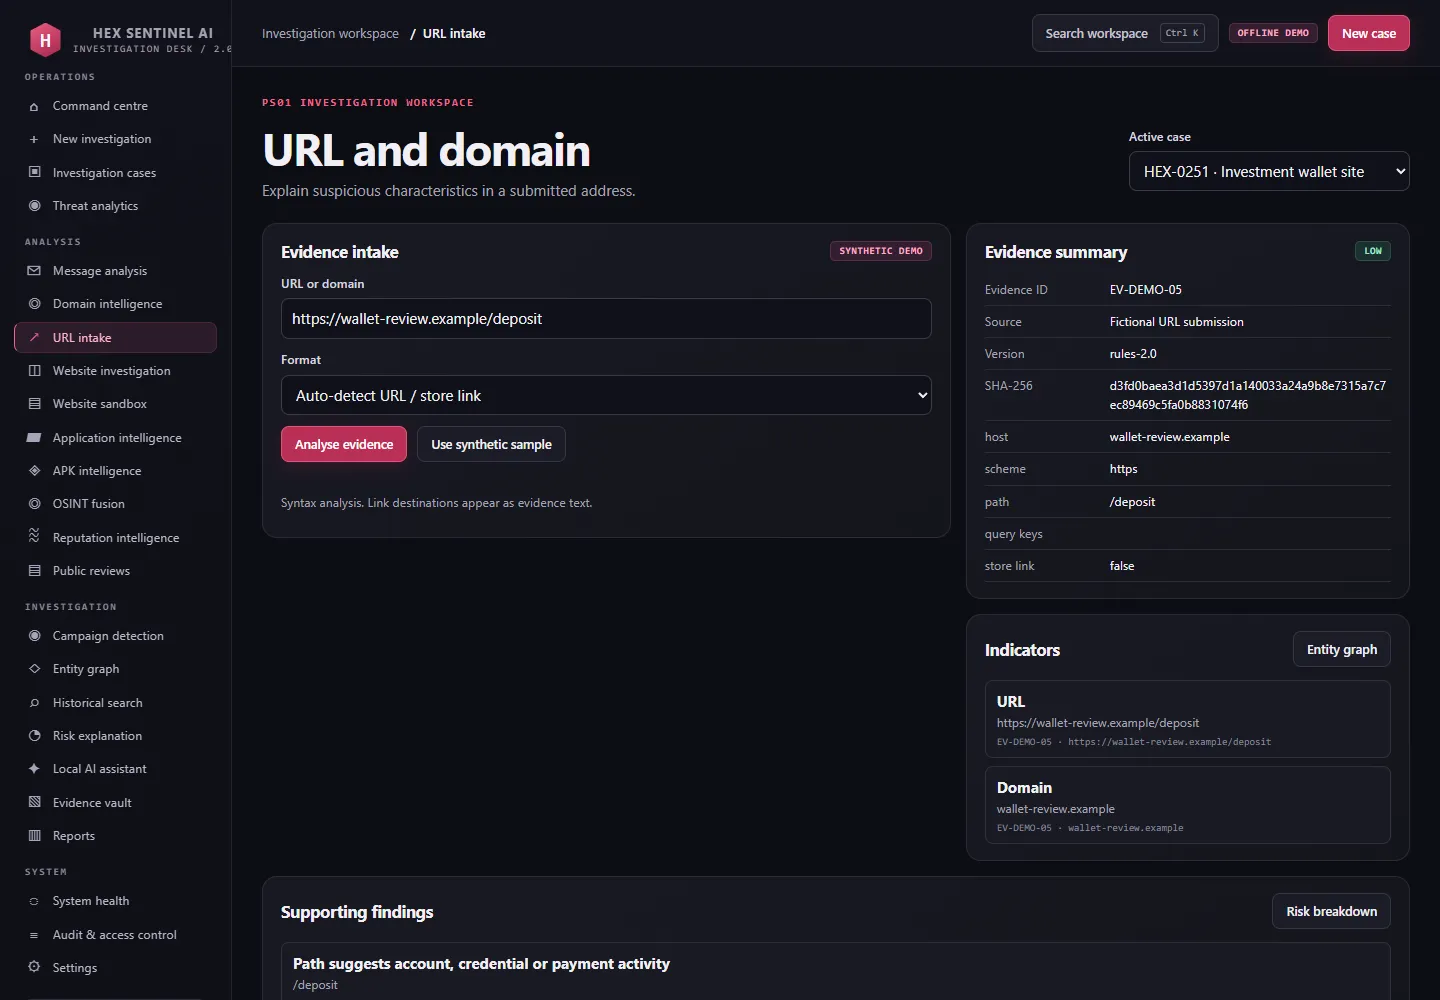 H
HEX SENTINEL AI
INVESTIGATION DESK / 2.0
OPERATIONS
Command centre
New investigation
Investigation cases
Threat analytics
ANALYSIS
Message analysis
Domain intelligence
URL intake
Website investigation
Website sandbox
Application intelligence
APK intelligence
OSINT fusion
Reputation intelligence
Public reviews
INVESTIGATION
Campaign detection
Entity graph
Historical search
Risk explanation
Local AI assistant
Evidence vault
Reports
SYSTEM
System health
Audit & access control
Settings
Investigation workspace / URL intake
Search workspace Ctrl K
OFFLINE DEMO
New case
PS01 INVESTIGATION WORKSPACE
URL and domain
Explain suspicious characteristics in a submitted address.
Active case
HEX-0251 · Investment wallet site
Evidence intake
SYNTHETIC DEMO
URL or domain
https://wallet-review.example/deposit
Format
Auto-detect URL / store link
Analyse evidence
Use synthetic sample
Syntax analysis. Link destinations appear as evidence text.
Evidence summary
LOW
Evidence ID EV-DEMO-05
Source Fictional URL submission
Version rules-2.0
SHA-256 d3fd0baea3d1d5397d1a140033a24a9b8e7315a7c7
ec89469c5fa0b8831074f6
host wallet-review.example
scheme https
path /deposit
query keys
store link false
Indicators
Entity graph
URL
https://wallet-review.example/deposit
EV-DEMO-05 · https://wallet-review.example/deposit
Domain
wallet-review.example
EV-DEMO-05 · wallet-review.example
Supporting findings
Risk breakdown
Path suggests account, credential or payment activity
/deposit